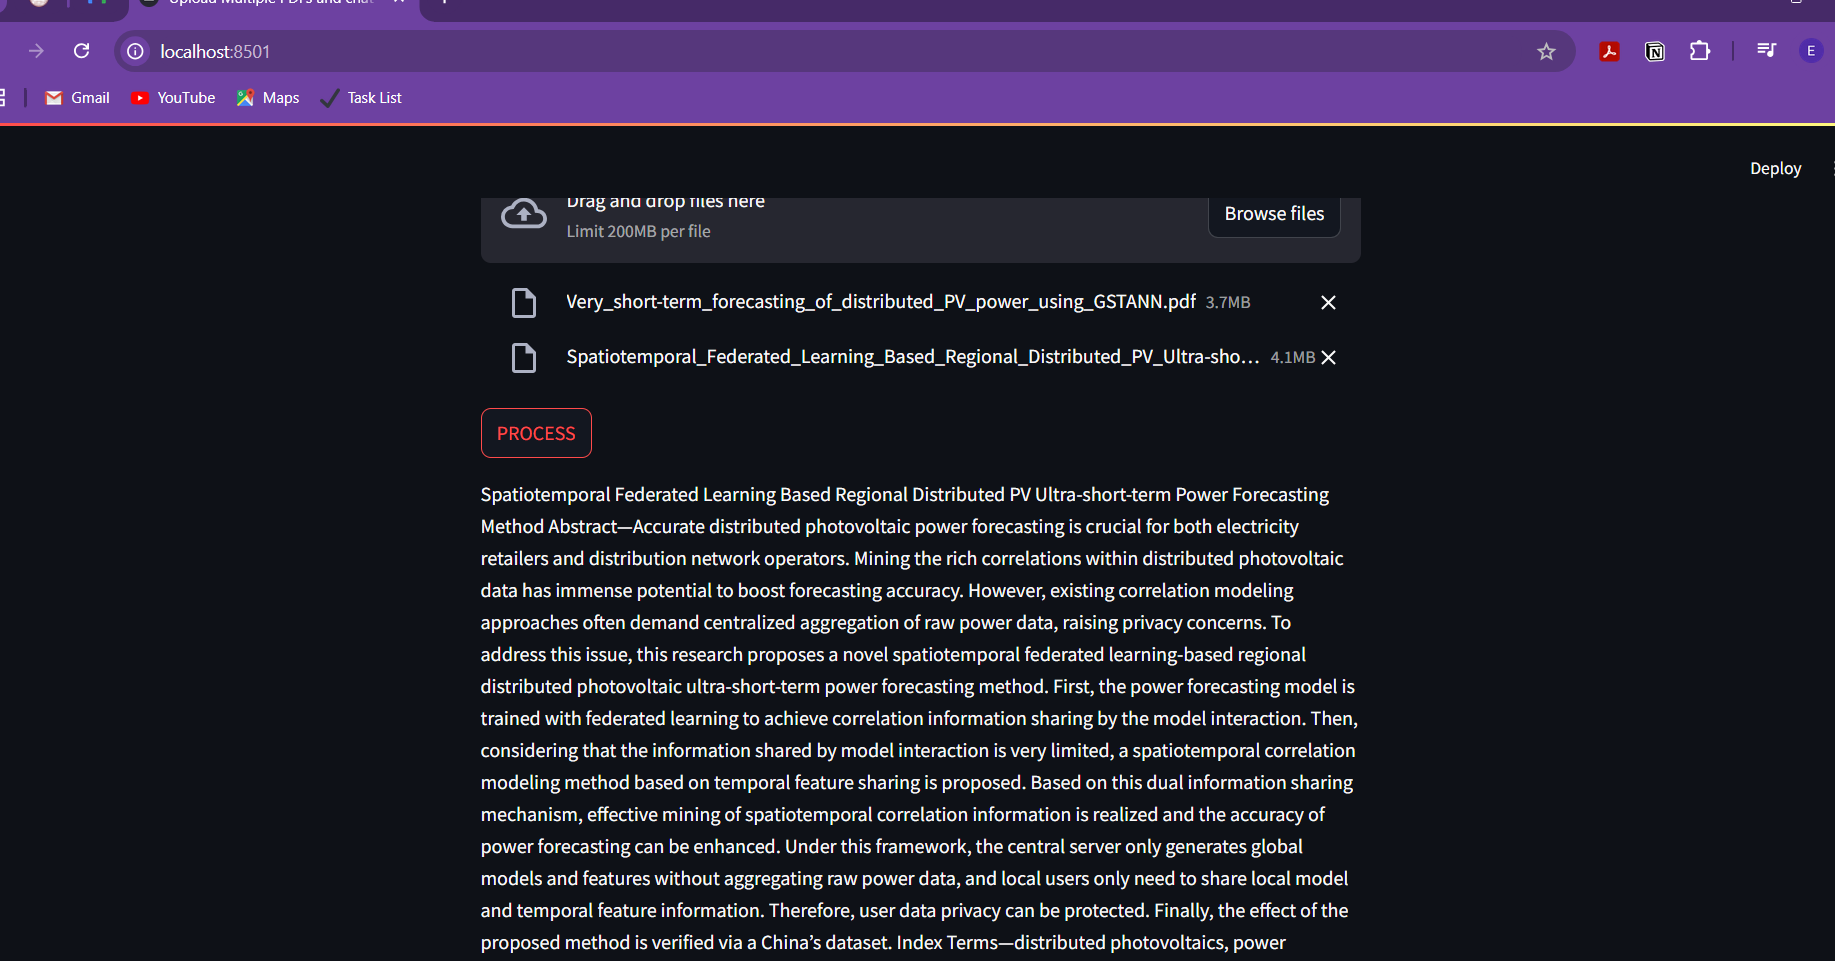 Upload Multiple PDFs and chat
localhost:8501
E
Gmail
YouTube
Maps
Task List
Deploy
Drag and drop files here
Limit 200MB per file
Browse files
Very_short-term_forecasting_of_distributed_PV_power_using_GSTANN.pdf 3.7MB
Spatiotemporal_Federated_Learning_Based_Regional_Distributed_PV_Ultra-sho... 4.1MB
PROCESS
Spatiotemporal Federated Learning Based Regional Distributed PV Ultra-short-term Power Forecasting
Method Abstract—Accurate distributed photovoltaic power forecasting is crucial for both electricity
retailers and distribution network operators. Mining the rich correlations within distributed photovoltaic
data has immense potential to boost forecasting accuracy. However, existing correlation modeling
approaches often demand centralized aggregation of raw power data, raising privacy concerns. To
address this issue, this research proposes a novel spatiotemporal federated learning-based regional
distributed photovoltaic ultra-short-term power forecasting method. First, the power forecasting model is
trained with federated learning to achieve correlation information sharing by the model interaction. Then,
considering that the information shared by model interaction is very limited, a spatiotemporal correlation
modeling method based on temporal feature sharing is proposed. Based on this dual information sharing
mechanism, effective mining of spatiotemporal correlation information is realized and the accuracy of
power forecasting can be enhanced. Under this framework, the central server only generates global
models and features without aggregating raw power data, and local users only need to share local model
and temporal feature information. Therefore, user data privacy can be protected. Finally, the effect of the
proposed method is verified via a China’s dataset. Index Terms—distributed photovoltaics, power